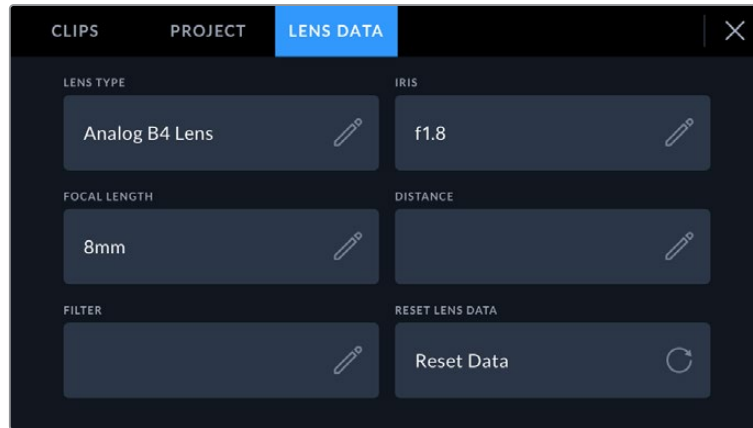 CLIPS PROJECT LENS DATA
LENS TYPE IRIS
Analog B4 Lens f1.8
FOCAL LENGTH DISTANCE
8mm
FILTER RESET LENS DATA
Reset Data